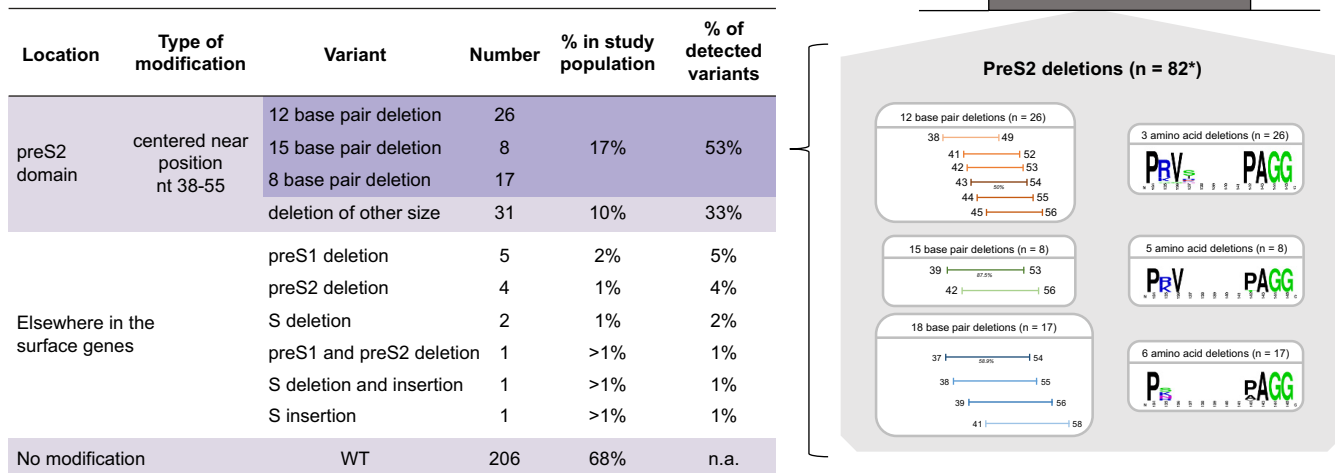 Location Type of modification Variant Number % in study population % of detected variants
preS2 domain centered near position nt 38-55
12 base pair deletion 26
15 base pair deletion 8 17% 53%
8 base pair deletion 17
deletion of other size 31 10% 33%
Elsewhere in the surface genes
preS1 deletion 5 2% 5%
preS2 deletion 4 1% 4%
S deletion 2 1% 2%
preS1 and preS2 deletion 1 >1% 1%
S deletion and insertion 1 >1% 1%
S insertion 1 >1% 1%
No modification WT 206 68% n.a.
PreS2 deletions (n = 82*)
12 base pair deletions (n = 26)
38 49
41 52
42 53
43 54
50%
44 55
45 56
3 amino acid deletions (n = 26)
PRV PAGG
15 base pair deletions (n = 8)
39 53
87.5%
42 56
5 amino acid deletions (n = 8)
PRV PAGG
18 base pair deletions (n = 17)
37 54
58.9%
38 55
39 56
41 58
6 amino acid deletions (n = 17)
P PAGG